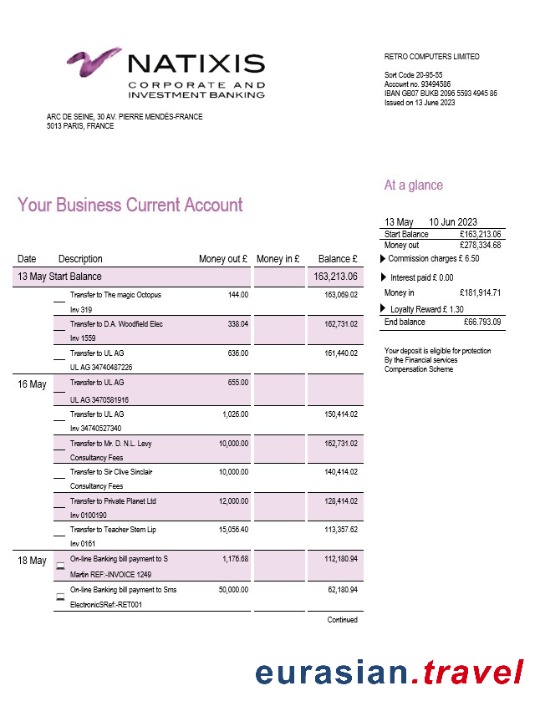 NATIXIS
CORPORATE AND
INVESTMENT BANKING
ARC DE SEINE, 30 AV. PIERRE MENDÈS-FRANCE
5013 PARIS, FRANCE
RETRO COMPUTERS LIMITED
Sort Code 20-95-55
Account no. 93494586
IBAN GB07 BUKB 2096 5593 4945 86
Issued on 13 June 2023
At a glance
13 May 10 Jun 2023
Start Balance £163,213.06
Money out £278,334.68
Commission charges £ 6.50
Interest paid £ 0.00
Money in £181,914.71
Loyalty Reward £ 1.30
End balance £66.793.09
Your deposit is eligible for protection
By the Financial services
Compensation Scheme
Your Business Current Account
Date Description Money out £ Money in £ Balance £
13 May Start Balance 163,213.06
Transfer to The magic Octopus 144.00 163,069.02
Inv 319
Transfer to D.A. Woodfield Elec 338.04 162,731.02
Inv 1559
Transfer to UL AG 636.00 161,440.02
UL AG 34740487226
16 May Transfer to UL AG 655.00
UL AG 3470581916
Transfer to UL AG 1,026.00 150,414.02
Inv 34740527340
Transfer to Mr. D. N.L. Levy 10,000.00 162,731.02
Consultancy Fees
Transfer to Sir Clive Sinclair 10,000.00 140,414.02
Consultancy Fees
Transfer to Private Planet Ltd 12,000.00 128,414.02
Inv 0100190
Transfer to Teacher Stem Lip 15,056.40 113,357.62
Inv 0161
18 May On-line Banking bill payment to S 1,176.68 112,180.94
Martin REF:-INVOICE 1249
On-line Banking bill payment to Sms 50,000.00 62,180.94
ElectronicSRef.-RET001
Continued
eurasian.travel